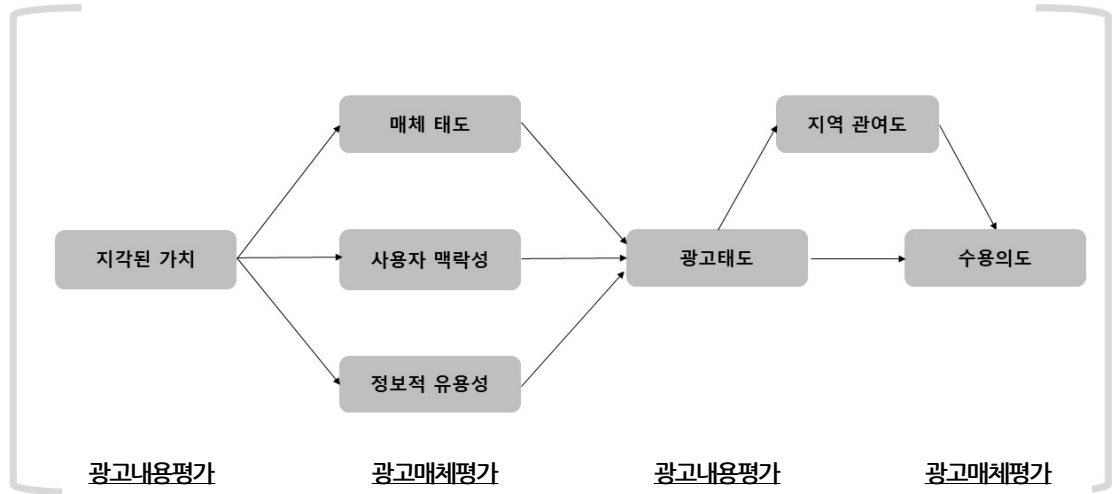 매체 태도
지역 관여도
지각된 가치
사용자 맥락성
광고태도
수용의도
정보적 유용성
광고내용평가
광고매체평가
광고내용평가
광고매체평가